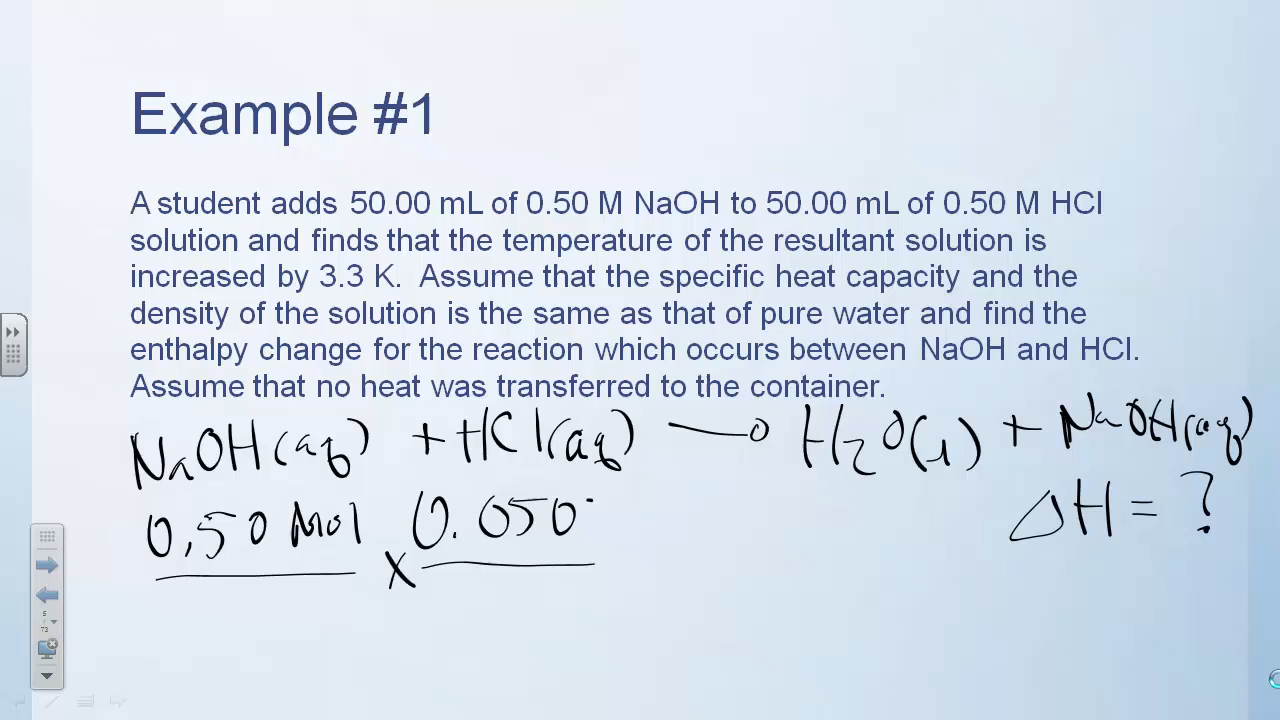 Example #1
A student adds 50.00 mL of 0.50 M NaOH to 50.00 mL of 0.50 M HCl
solution and finds that the temperature of the resultant solution is
increased by 3.3 K. Assume that the specific heat capacity and the
density of the solution is the same as that of pure water and find the
enthalpy change for the reaction which occurs between NaOH and HCl.
Assume that no heat was transferred to the container.
NaOH(aq) + HCl(aq) → H₂O(l) + NaOH(aq)
0.50 mol x 0.050 ΔH = ?
5
/
73